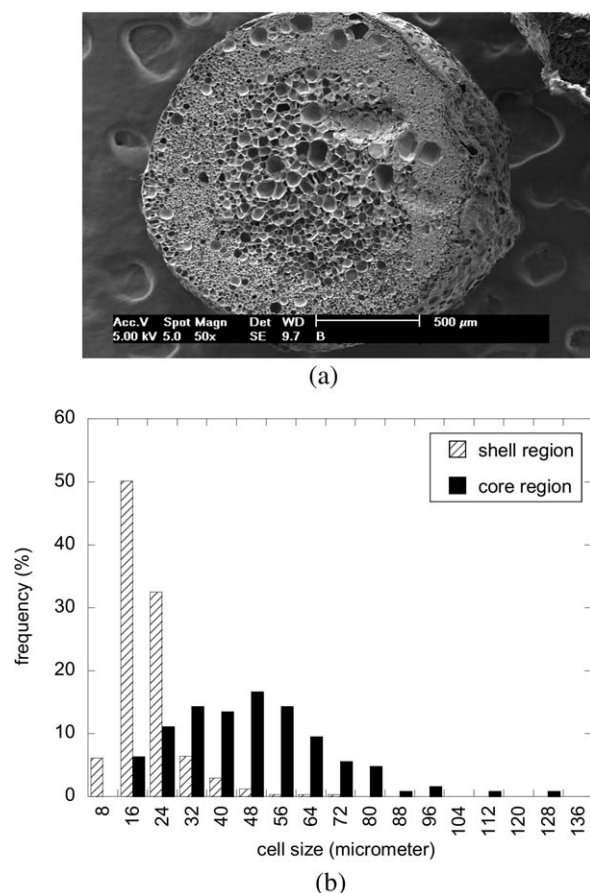 Acc.V Spot Magn Det WD 500 µm
5.00 kV 5.0 50x SE 9.7 B
(a)
60
50
40
30
20
10
0
frequency (%)
shell region
core region
8 16 24 32 40 48 56 64 72 80 88 96 104 112 120 128 136
cell size (micrometer)
(b)